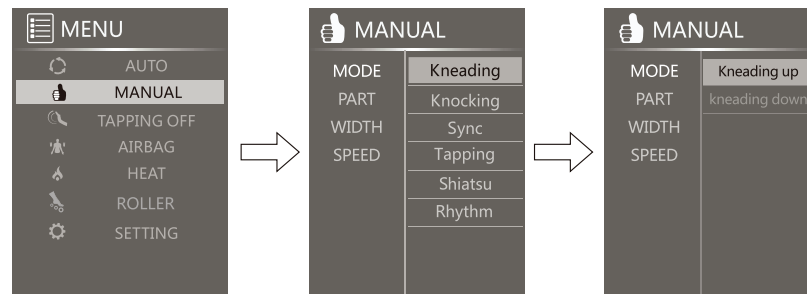 MENU
AUTO
MANUAL
TAPPING OFF
AIRBAG
HEAT
ROLLER
SETTING
MANUAL
MODE
PART
WIDTH
SPEED
Kneading
Knocking
Sync
Tapping
Shiatsu
Rhythm
MANUAL
MODE
PART
WIDTH
SPEED
Kneading up
kneading down